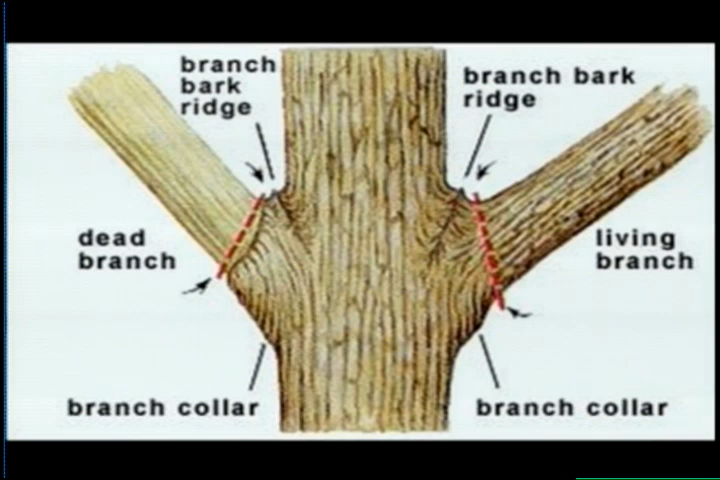 branch
bark
ridge
branch bark
ridge
dead
branch
living
branch
branch collar
branch collar